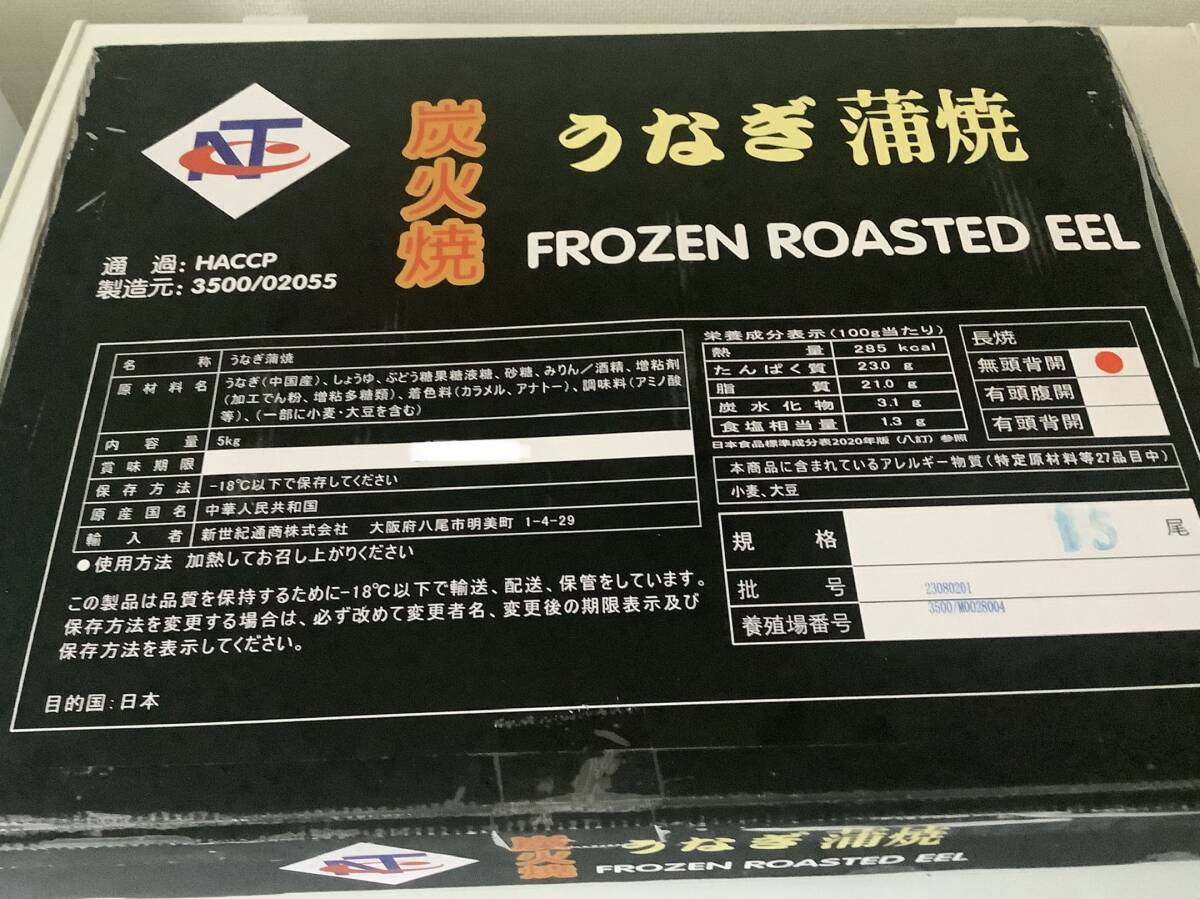 NT
炭火焼
うなぎ蒲焼
FROZEN ROASTED EEL
通 過: HACCP
製造元: 3500/02055
名 称 うなぎ蒲焼
原材料名 うなぎ(中国産)、しょうゆ、ぶどう糖果糖液糖、砂糖、みりん/酒精、増粘剤
(加工でん粉、増粘多糖類)、着色料(カラメル、アナトー)、調味料(アミノ酸
等)、(一部に小麦・大豆を含む)
内容量 5kg
賞味期限
保存方法 -18℃以下で保存してください
原産国名 中華人民共和国
輸入者 新世紀通商株式会社 大阪府八尾市明美町 1-4-29
●使用方法 加熱してお召し上がりください
この製品は品質を保持するために-18℃以下で輸送、配送、保管をしています。
保存方法を変更する場合は、必ず改めて変更者名、変更後の期限表示及び
保存方法を表示してください。
目的国:日本
栄養成分表示(100g当たり)
熱量 285 kcal
たんぱく質 23.0 g
脂質 21.0 g
炭水化物 3.1 g
食塩相当量 1.3 g
日本食品標準成分表2020年版(八訂)参照
長焼
無頭背開
有頭腹開
有頭背開
本商品に含まれているアレルギー物質(特定原材料等27品目中)
小麦、大豆
規格 尾
批号 23080201
養殖場番号 3500/M0028004
NT
炭火焼
うなぎ蒲焼
FROZEN ROASTED EEL